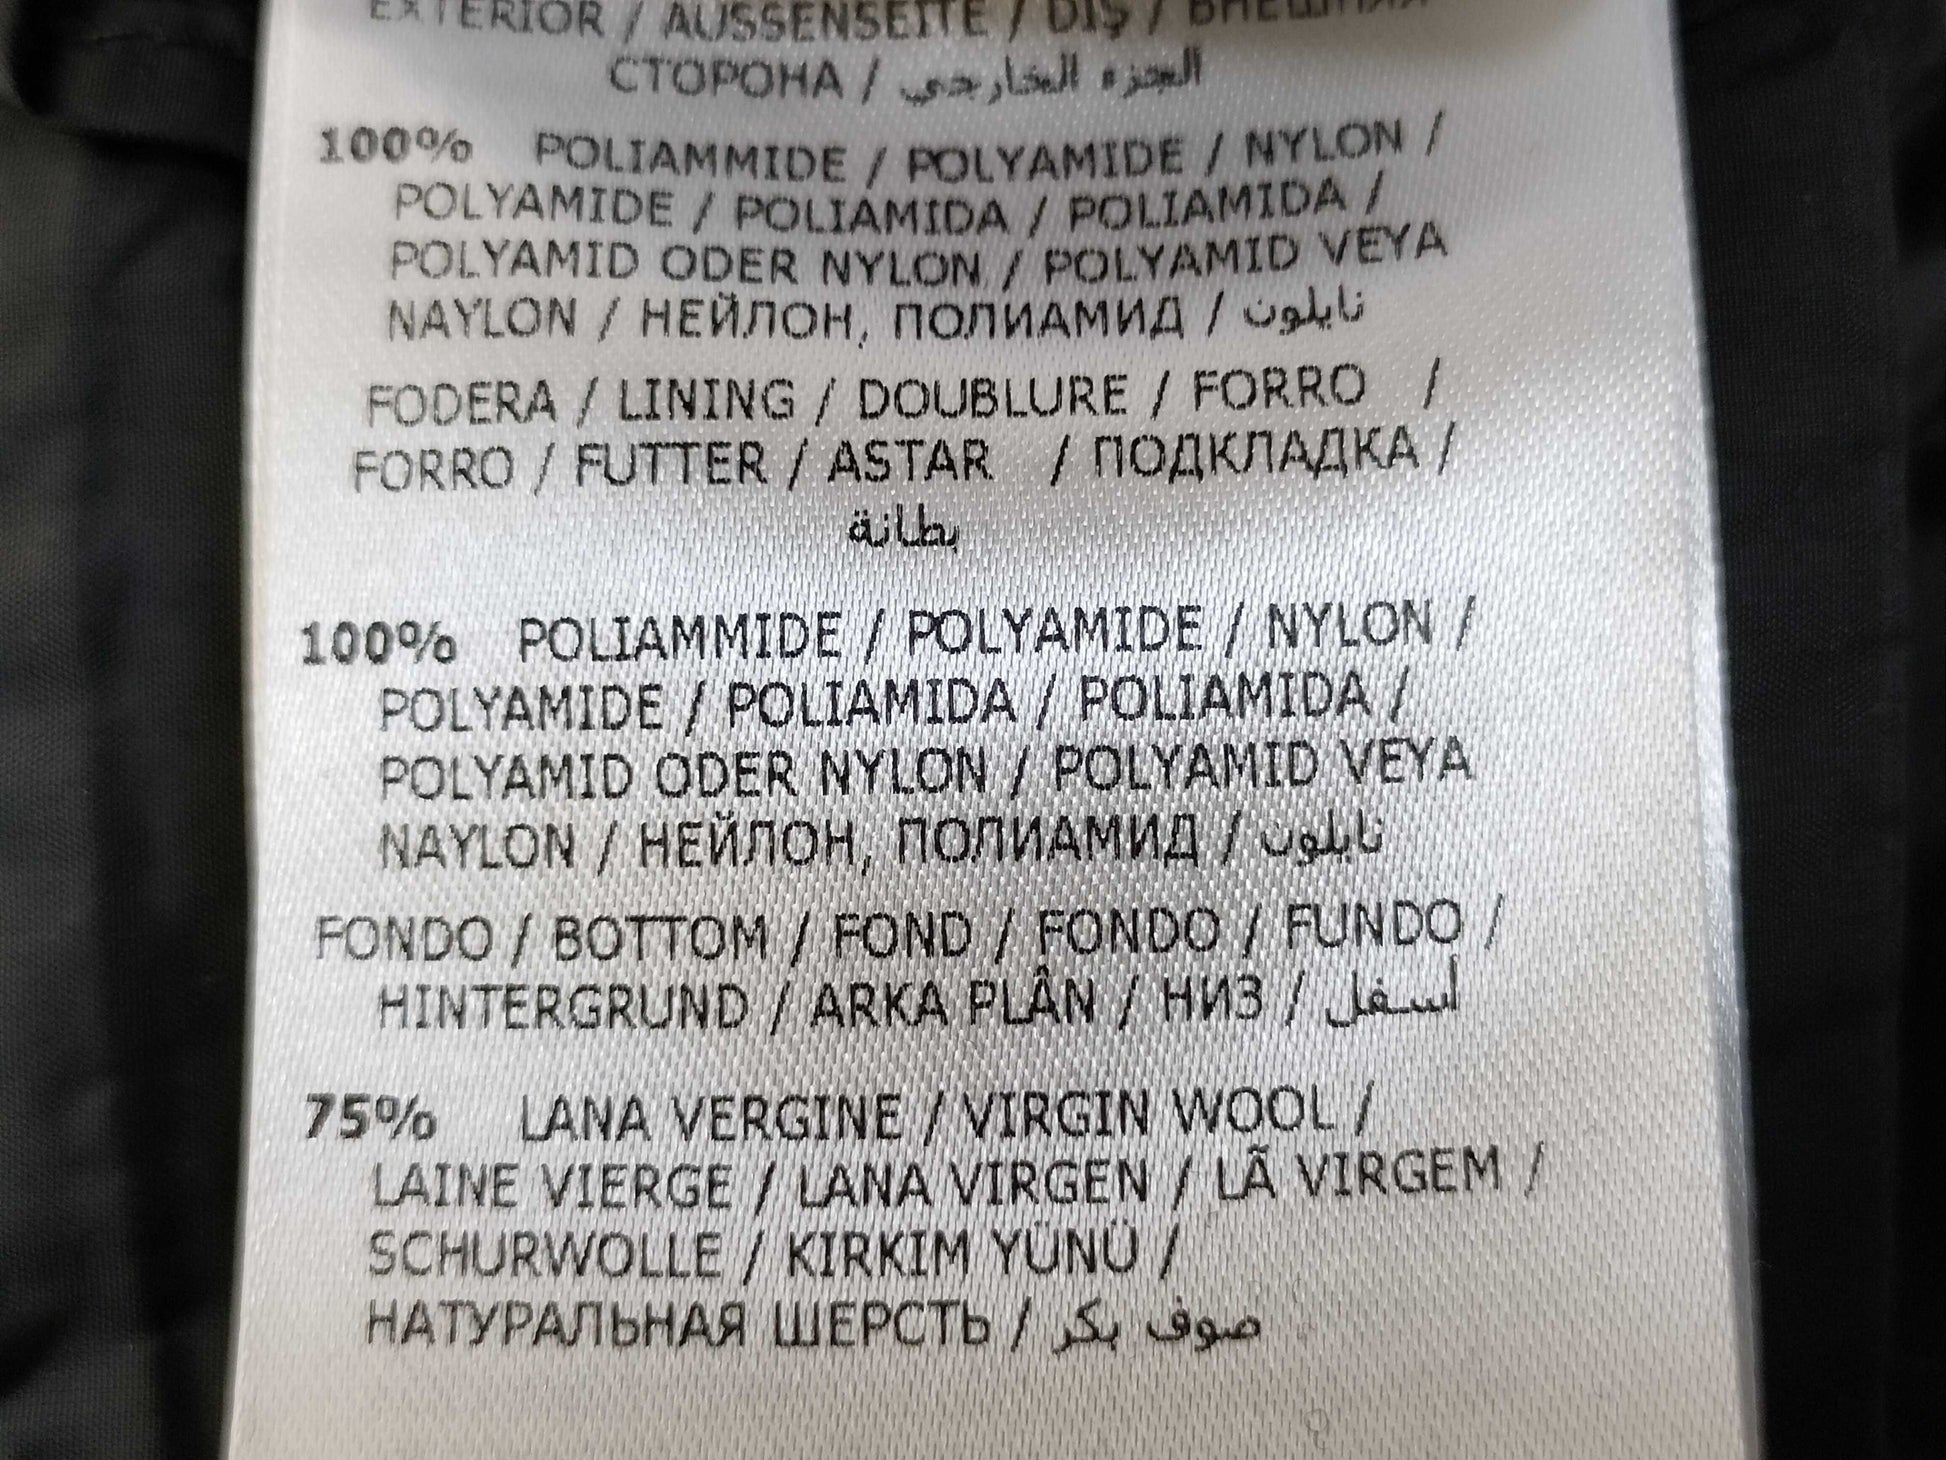 EXTERIOR / AUSSENSEITE / DIŞ / ВНЕШНЯЯ
СТОРОНА / الجزء الخارجي
100% POLIAMMIDE / POLYAMIDE / NYLON /
POLYAMIDE / POLIAMIDA / POLIAMIDA /
POLYAMID ODER NYLON / POLYAMID VEYA
NAYLON / НЕЙЛОН, ПОЛИАМИД / نايلون
FODERA / LINING / DOUBLURE / FORRO /
FORRO / FUTTER / ASTAR / ПОДКЛАДКА /
بطانة
100% POLIAMMIDE / POLYAMIDE / NYLON /
POLYAMIDE / POLIAMIDA / POLIAMIDA /
POLYAMID ODER NYLON / POLYAMID VEYA
NAYLON / НЕЙЛОН, ПОЛИАМИД / نايلون
FONDO / BOTTOM / FOND / FONDO / FUNDO /
HINTERGRUND / ARKA PLÂN / НИЗ / أسفل
75% LANA VERGINE / VIRGIN WOOL /
LAINE VIERGE / LANA VIRGEN / LÃ VIRGEM /
SCHURWOLLE / KIRKIM YÜNÜ /
НАТУРАЛЬНАЯ ШЕРСТЬ / صوف بكر